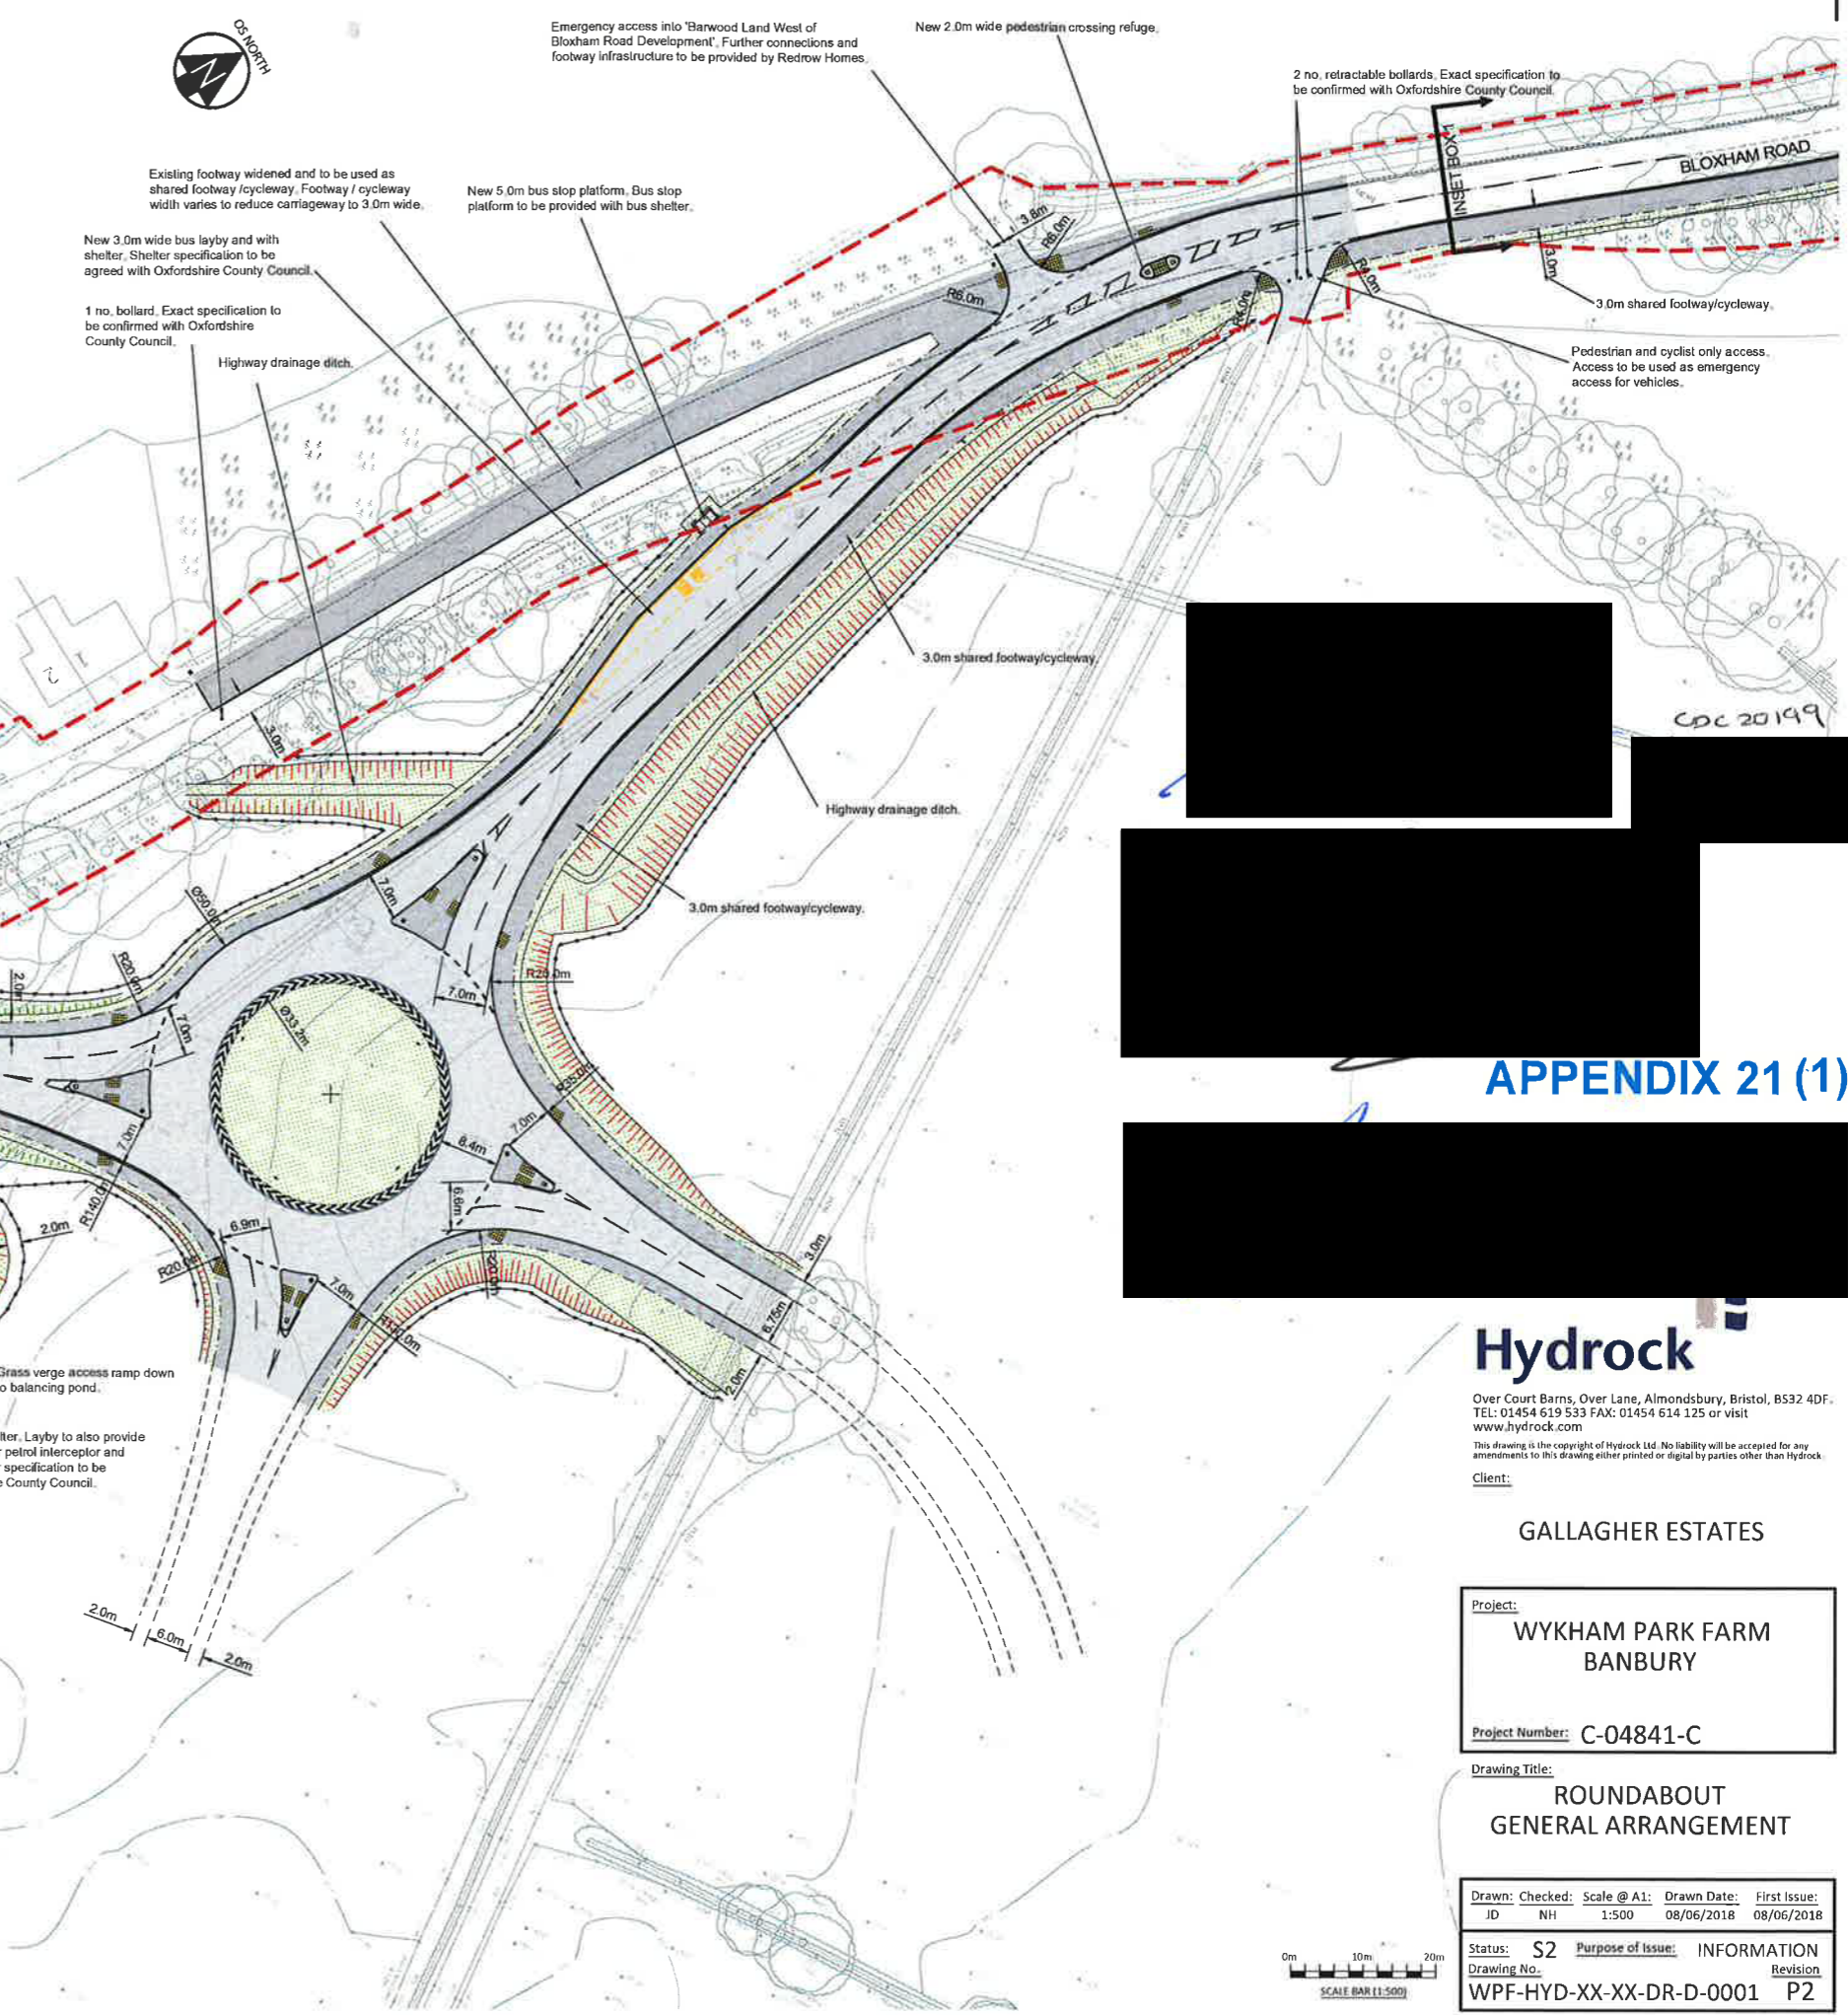 OS NORTH
Emergency access into 'Barwood Land West of
Bloxham Road Development'. Further connections and
footway infrastructure to be provided by Redrow Homes.
New 2.0m wide pedestrian crossing refuge.
2 no. retractable bollards. Exact specification to
be confirmed with Oxfordshire County Council.
Existing footway widened and to be used as
shared footway /cycleway. Footway / cycleway
width varies to reduce carriageway to 3.0m wide.
New 5.0m bus stop platform. Bus stop
platform to be provided with bus shelter.
New 3.0m wide bus layby and with
shelter. Shelter specification to be
agreed with Oxfordshire County Council.
1 no. bollard. Exact specification to
be confirmed with Oxfordshire
County Council.
Highway drainage ditch.
INSET BOX 1
BLOXHAM ROAD
3.8m
R6.0m
R6.0m
R6.0m
R4.0m
3.0m
3.0m shared footway/cycleway.
Pedestrian and cyclist only access.
Access to be used as emergency
access for vehicles.
3.0m shared footway/cycleway.
CDC 20199
2
1
3.0m
Highway drainage ditch.
3.0m shared footway/cycleway.
7.0m
Ø50.0m
R20.0m
2.0m
7.0m
Ø33.2m
7.0m
R20.0m
R35.0m
7.0m
8.4m
6.6m
7.0m
R140.0m
2.0m
6.9m
R20.0m
7.0m
R20.0m
3.0m
6.75m
2.0m
APPENDIX 21 (1)
Grass verge access ramp down
o balancing pond.
lter. Layby to also provide
petrol interceptor and
specification to be
County Council.
2.0m
6.0m
2.0m
Hydrock
Over Court Barns, Over Lane, Almondsbury, Bristol, BS32 4DF.
TEL: 01454 619 533 FAX: 01454 614 125 or visit
www.hydrock.com
This drawing is the copyright of Hydrock Ltd. No liability will be accepted for any
amendments to this drawing either printed or digital by parties other than Hydrock.
Client:
GALLAGHER ESTATES
Project:
WYKHAM PARK FARM
BANBURY
Project Number: C-04841-C
Drawing Title:
ROUNDABOUT
GENERAL ARRANGEMENT
Drawn: Checked: Scale @ A1: Drawn Date: First Issue:
JD NH 1:500 08/06/2018 08/06/2018
Status: S2 Purpose of Issue: INFORMATION
Drawing No. Revision
WPF-HYD-XX-XX-DR-D-0001 P2
0m 10m 20m
SCALE BAR (1:500)